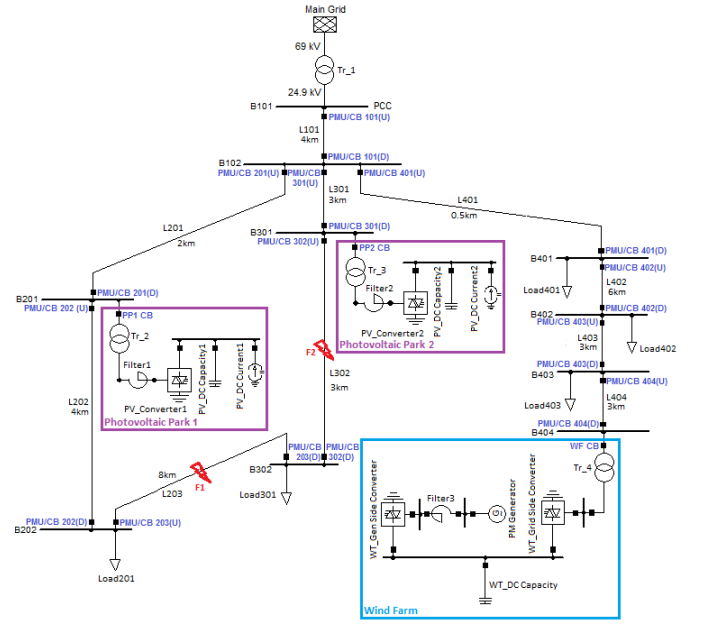 Main Grid
69 kV
Tr_1
24.9 kV
B101
PCC
PMU/CB 101(U)
L101
4km
PMU/CB 101(D)
B102
PMU/CB 201(U)
PMU/CB
301(U)
PMU/CB 401(U)
L301
3km
L401
0.5km
L201
2km
PMU/CB 301(D)
B301
PMU/CB 302(U)
PP2 CB
Tr_3
Filter2
PV_Converter2
PV_DC Capacity2
PV_DC Current2
Photovoltaic Park 2
PMU/CB 401(D)
B401
PMU/CB 402(U)
Load401
L402
6km
PMU/CB 402(D)
B402
PMU/CB 403(U)
L403
3km
Load402
PMU/CB 403(D)
B403
PMU/CB 404(U)
Load403
L404
3km
PMU/CB 404(D)
B404
PMU/CB 201(D)
B201
PMU/CB 202 (U)
PP1 CB
Tr_2
Filter1
PV_Converter1
PV_DC Capacity1
PV_DC Current1
Photovoltaic Park 1
F2
L302
3km
L202
4km
8km
L203
F1
PMU/CB
203(D)
PMU/CB
302(D)
B302
Load301
PMU/CB 202(D)
PMU/CB 203(U)
B202
Load201
WF CB
Tr_4
WT_Gen Side Converter
Filter3
PM Generator
WT_Grid Side Converter
WT_DC Capacity
Wind Farm